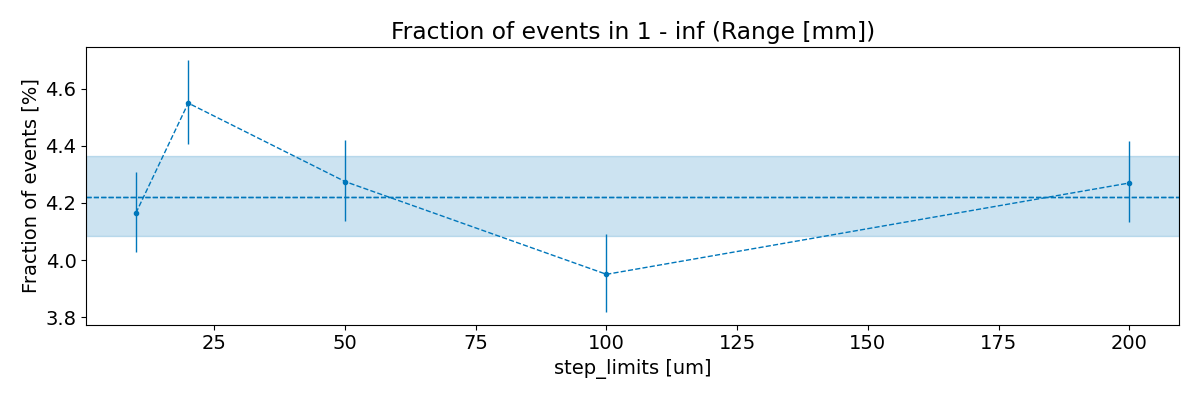 Fraction of events in 1 - inf (Range [mm])
Fraction of events [%]
4.6
4.4
4.2
4.0
3.8
25 50 75 100 125 150 175 200
step_limits [um]